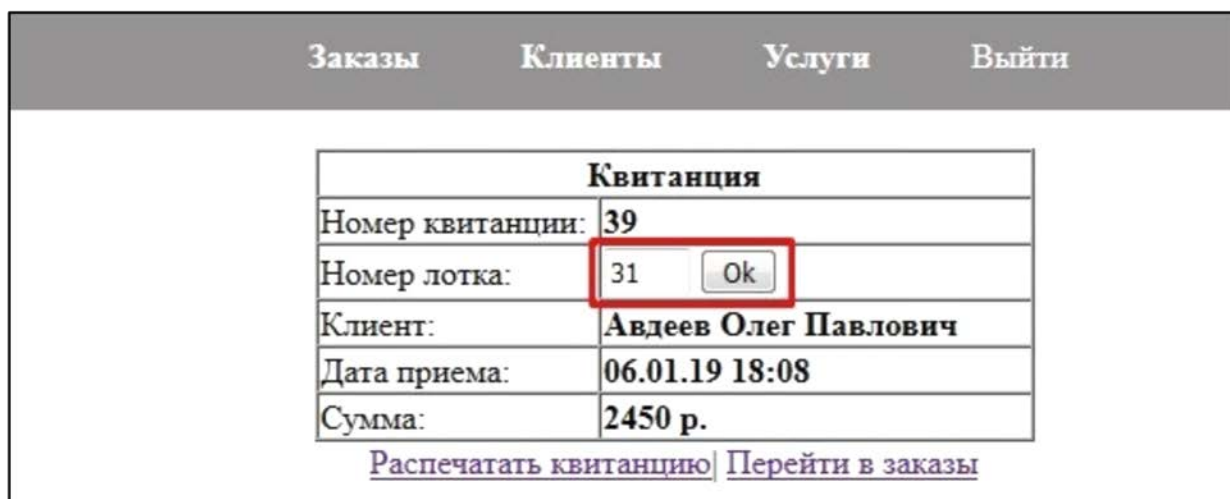 Заказы Клиенты Услуги Выйти
Квитанция
Номер квитанции: 39
Номер лотка: 31 Ok
Клиент: Авдеев Олег Павлович
Дата приема: 06.01.19 18:08
Сумма: 2450 р.
Распечатать квитанцию| Перейти в заказы